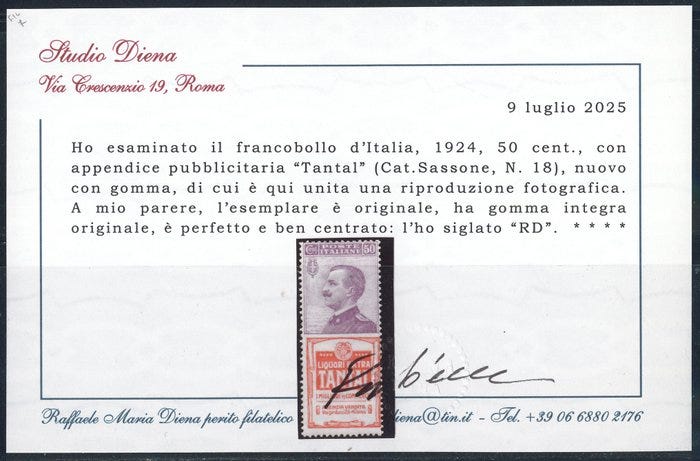 Studio Diena
Via Crescenzio 19, Roma
9 luglio 2025
Ho esaminato il francobollo d'Italia, 1924, 50 cent., con
appendice pubblicitaria “Tantal” (Cat.Sassone, N. 18), nuovo
con gomma, di cui è qui unita una riproduzione fotografica.
A mio parere, l'esemplare è originale, ha gomma integra
originale, è perfetto e ben centrato: l'ho siglato “RD”. * * * *
POSTE 50
ITALIANE
LIQUORI EXTRA
TANTAL
Raffaele Maria Diena perito filatelico diena@tin.it - Tel. +39 06 6880 2176